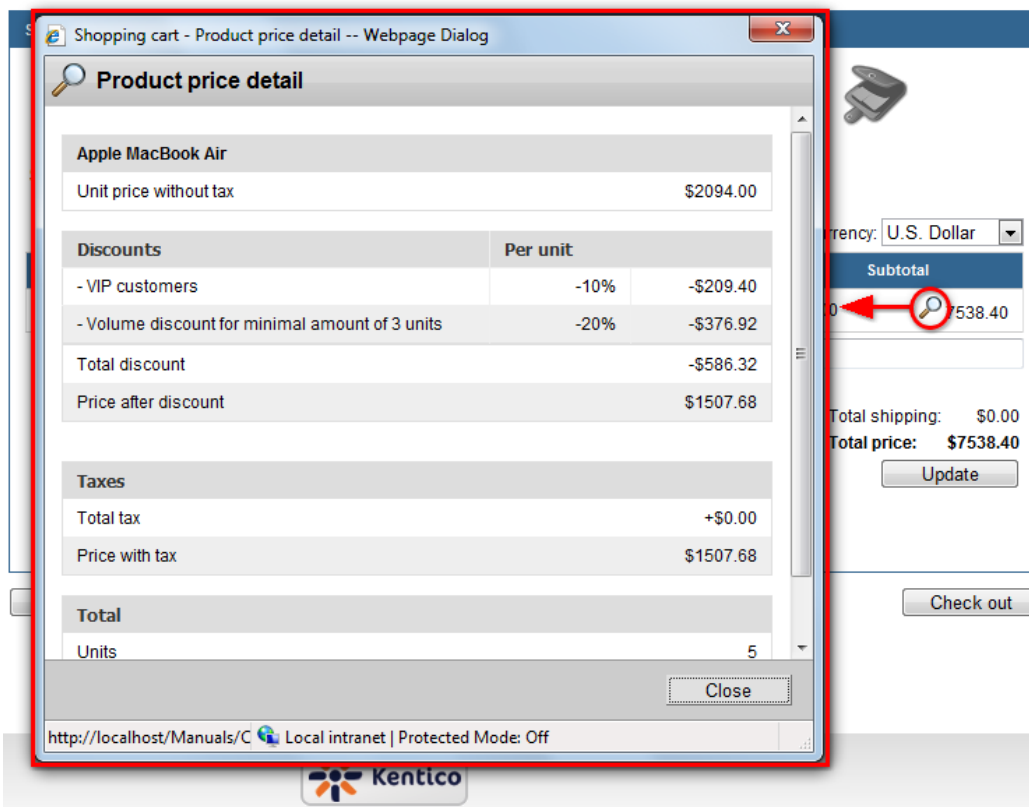 Shopping cart - Product price detail -- Webpage Dialog
Product price detail
Apple MacBook Air
Unit price without tax $2094.00
Discounts Per unit
- VIP customers -10% -$209.40
- Volume discount for minimal amount of 3 units -20% -$376.92
Total discount -$586.32
Price after discount $1507.68
Taxes
Total tax +$0.00
Price with tax $1507.68
Total
Units 5
Close
http://localhost/Manuals/C Local intranet | Protected Mode: Off
U.S. Dollar
Subtotal
7538.40
Total shipping: $0.00
Total price: $7538.40
Update
Check out
Kentico